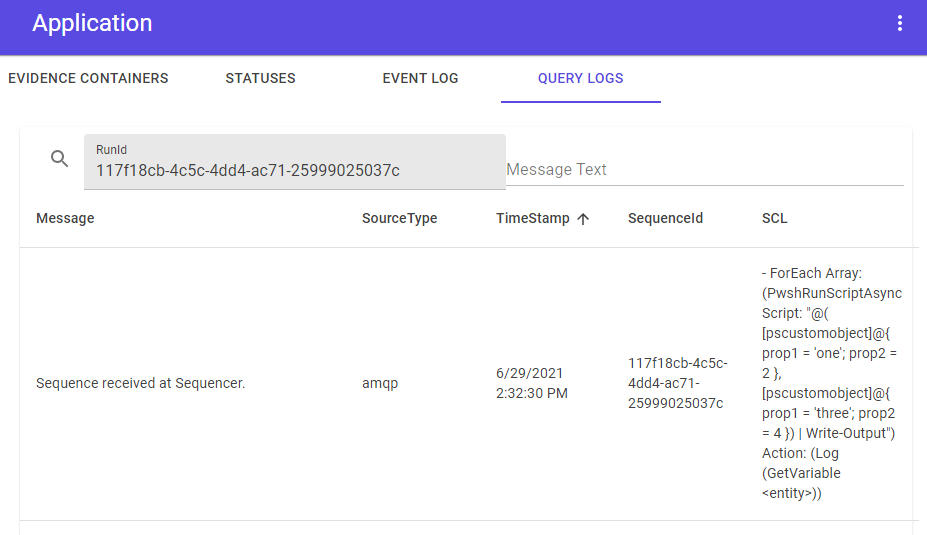 Application
EVIDENCE CONTAINERS STATUSES EVENT LOG QUERY LOGS
RunId
117f18cb-4c5c-4dd4-ac71-25999025037c
Message Text
Message SourceType TimeStamp SequenceId SCL
Sequence received at Sequencer.
amqp
6/29/2021
2:32:30 PM
117f18cb-4c5c-
4dd4-ac71-
25999025037c
- ForEach Array:
(PwshRunScriptAsync
Script: "@(
[pscustomobject]@{
prop1 = 'one'; prop2 =
2 },
[pscustomobject]@{
prop1 = 'three'; prop2
= 4 }) | Write-Output")
Action: (Log
(GetVariable
<entity>))